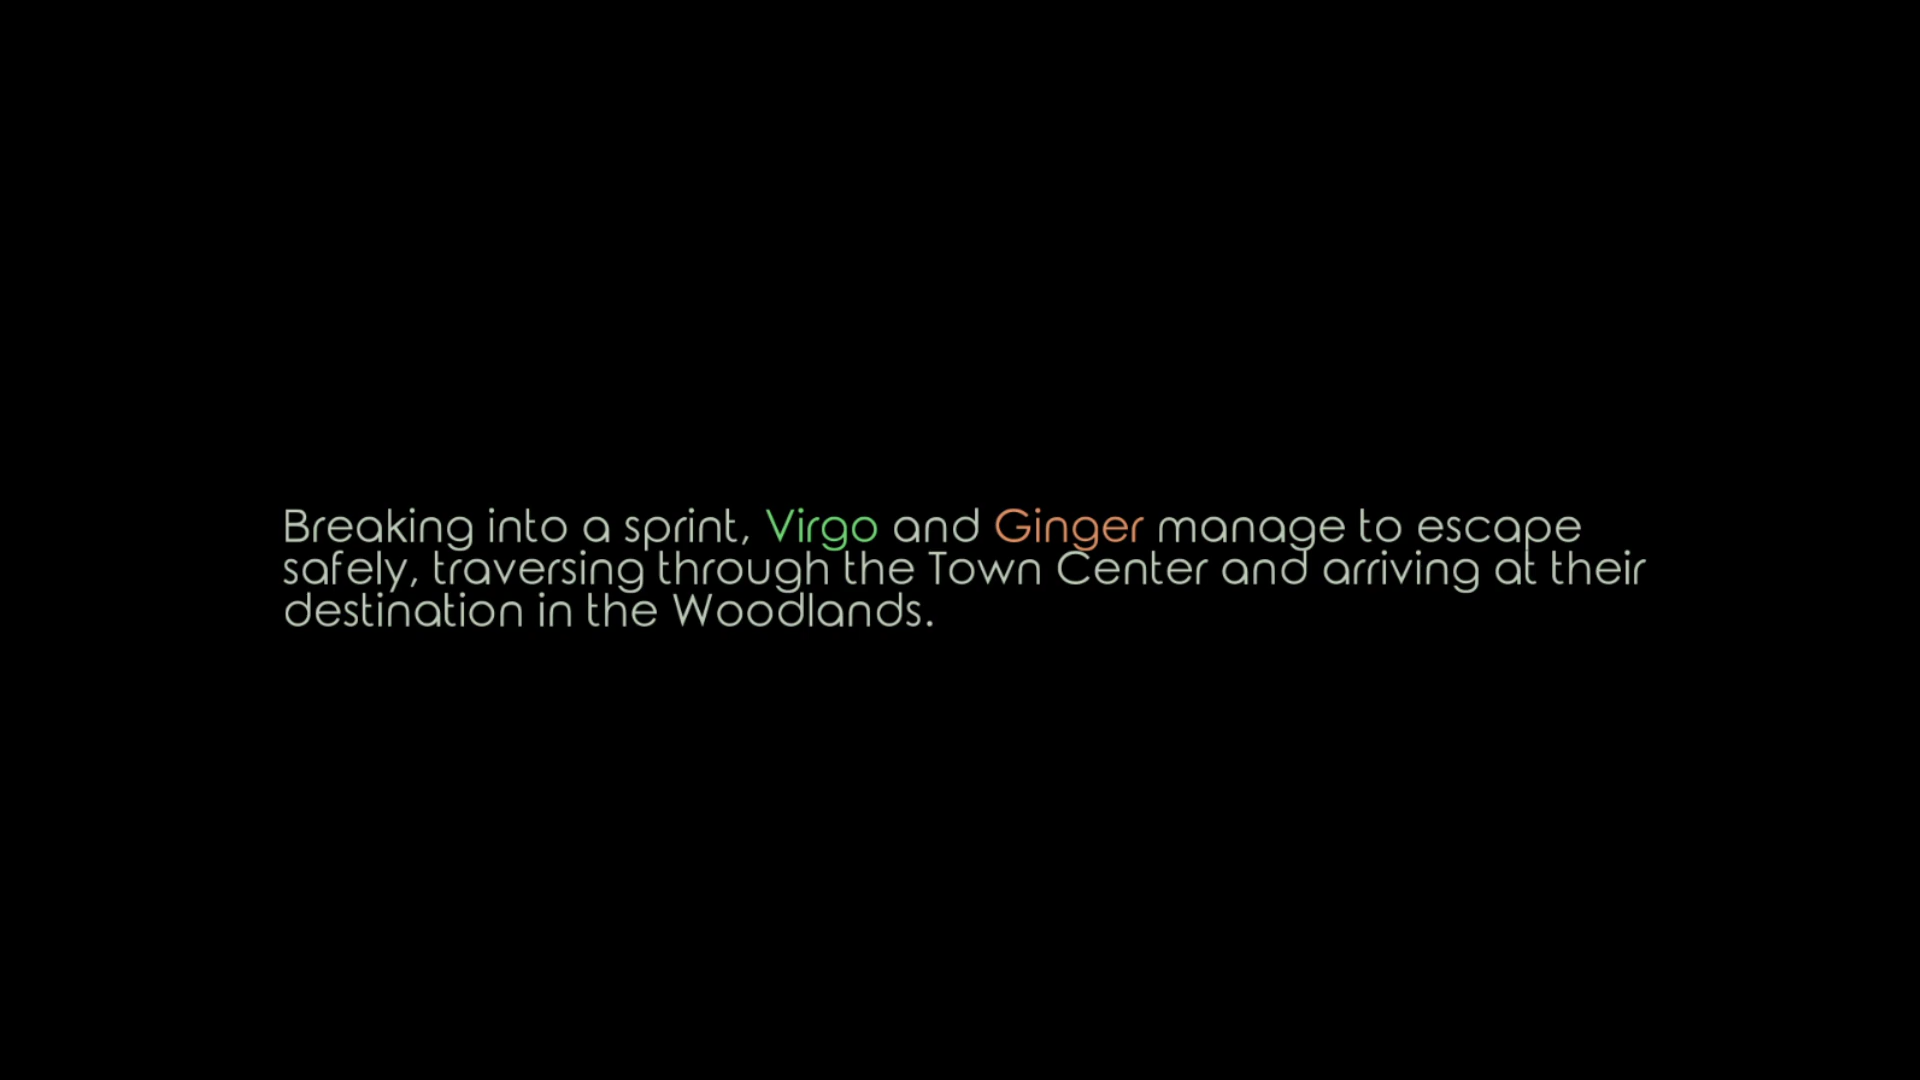 Breaking into a sprint, Virgo and Ginger manage to escape
safely, traversing through the Town Center and arriving at their
destination in the Woodlands.